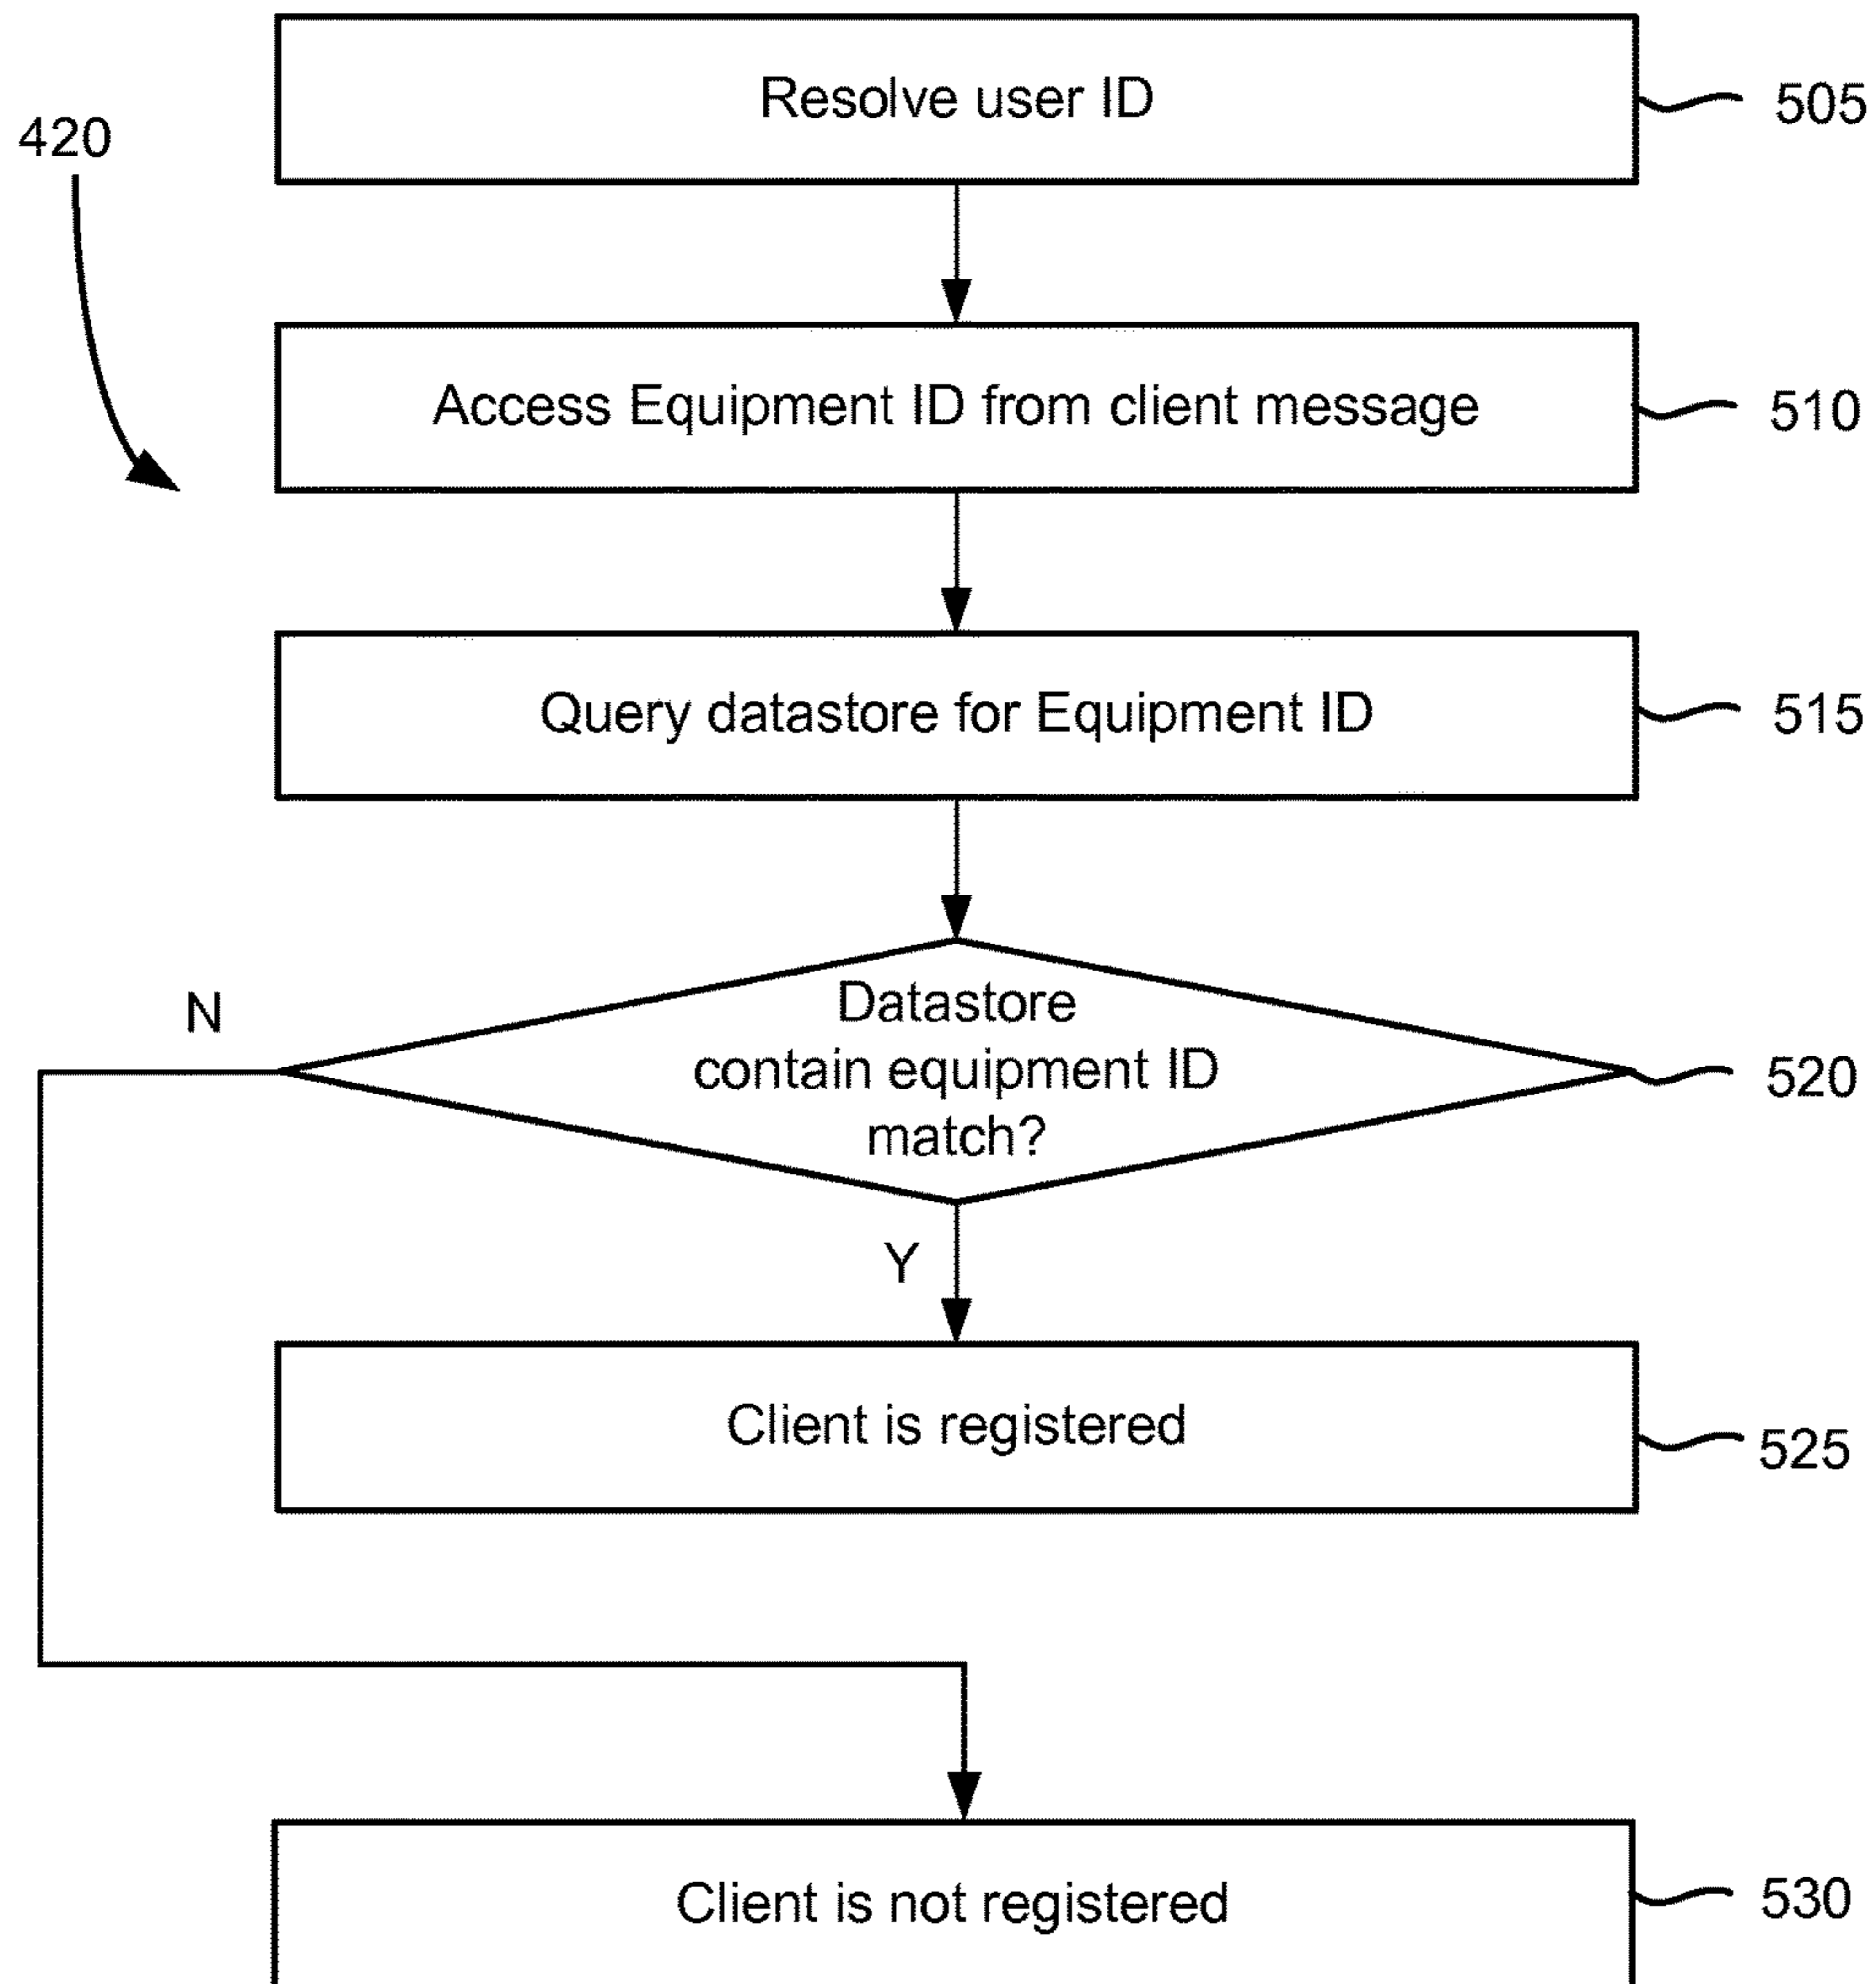 Resolve user ID
505
420
Access Equipment ID from client message
510
Query datastore for Equipment ID
515
N
Datastore
contain equipment ID
match?
520
Y
Client is registered
525
Client is not registered
530